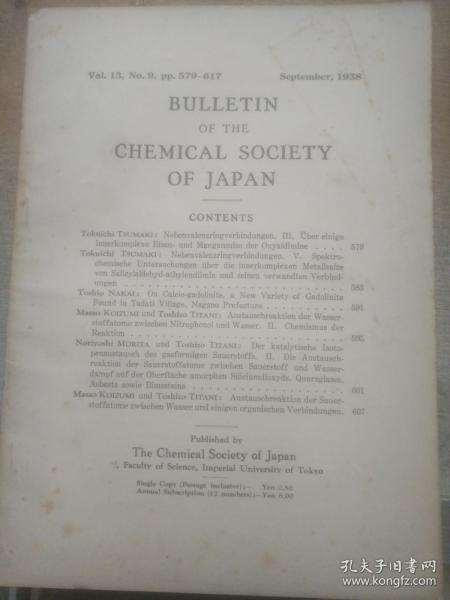 Vol. 13, No. 9, pp. 579-617 September, 1938
BULLETIN
OF THE
CHEMICAL SOCIETY
OF JAPAN
CONTENTS
Tokuichi TSUMAKI: Nebenvalenzringverbindungen. III. Über einige
innerkomplexe Eisen- und Mangansalze der Oxyaldimine . . . . 579
Tokuichi TSUMAKI: Nebenvalenzringverbindungen. V. Spektro-
chemische Untersuchungen über die innerkomplexen Metallsalze
von Salicylaldehyd-äthylendiimin und seinen verwandten Verbind-
ungen . . . . 583
Toshio NAKAI: On Calcio-gadolinite, a New Variety of Gadolinite
Found in Tadati Village, Nagano Prefecture . . . . 591
Masao KOIZUMI und Toshizo TITANI: Austauschreaktion der Wasser-
stoffatome zwischen Nitrophenol und Wasser. II. Chemismus der
Reaktion . . . . 595
Noriyoshi MORITA und Toshizo TITANI: Der katalytische Isoto-
penaustausch des gasförmigen Sauerstoffs. II. Die Austausch-
reaktion der Sauerstoffatome zwischen Sauerstoff und Wasser-
dampf auf der Oberfläche amorphen Siliciumdioxyds, Quarzglases,
Asbests sowie Bimssteins . . . . 601
Masao KOIZUMI und Toshizo TITANI: Austauschreaktion der Sauer-
stoffatome zwischen Wasser und einigen organischen Verbindungen. 607
Published by
The Chemical Society of Japan
c/o Faculty of Science, Imperial University of Tokyo
Single Copy (Postage inclusive):— Yen 0.50
Annual Subscription (12 numbers):— Yen 6.00
孔夫子旧书网
www.kongfz.com